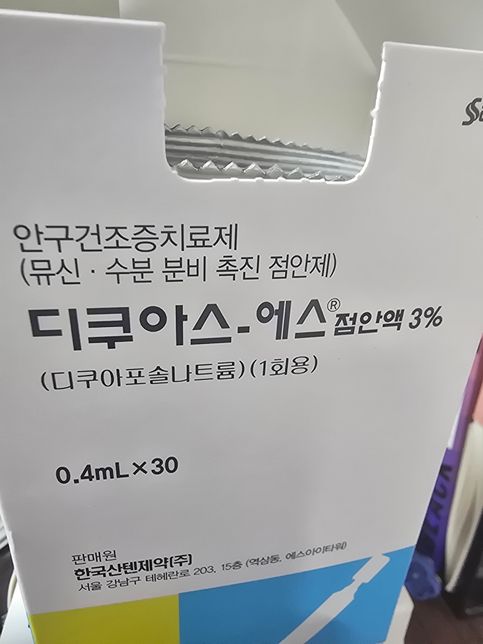 안구건조증치료제
(뮤신 · 수분 분비 촉진 점안제)
디쿠아스-에스® 점안액 3%
(디쿠아포솔나트륨)(1회용)
0.4mL×30
판매원
한국산텐제약(주)
서울 강남구 테헤란로 203, 15층 (역삼동, 에스아이타워)